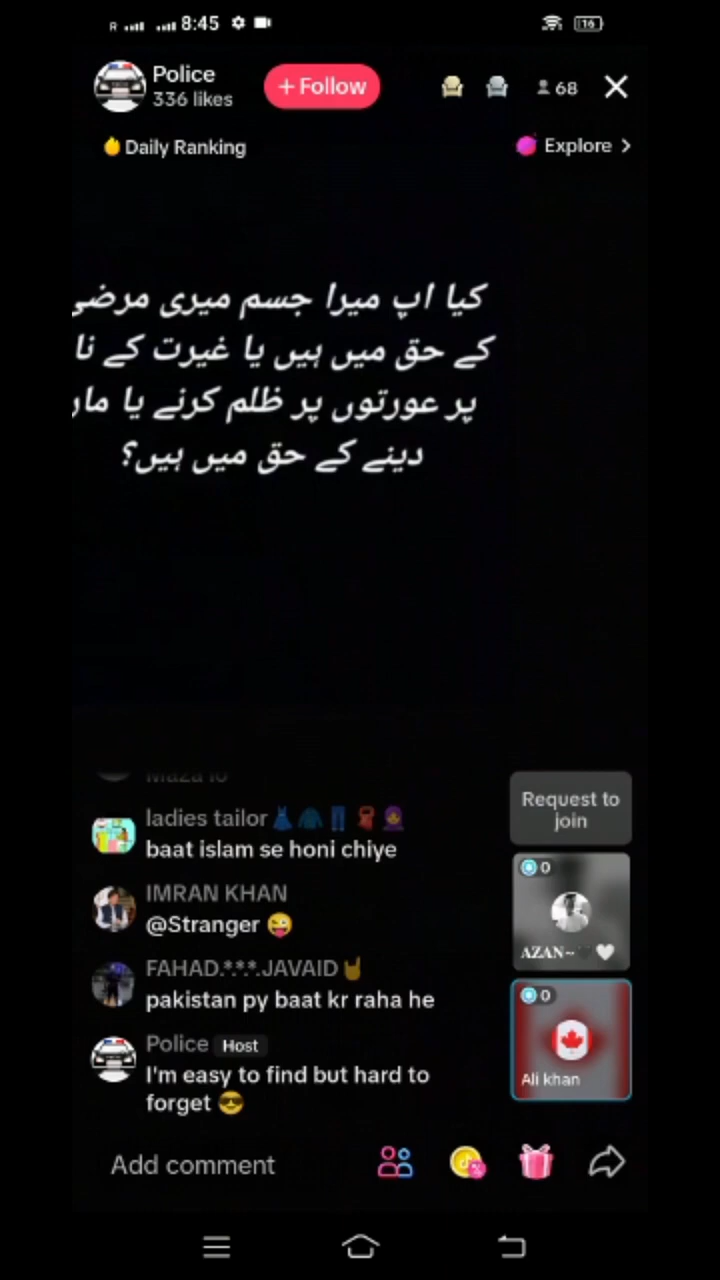 R 8:45 16
Police
336 likes
+ Follow
68
Daily Ranking
Explore >
کیا اپ میرا جسم میری مرضی
کے حق میں ہیں یا غیرت کے نا
پر عورتوں پر ظلم کرنے یا مار
دینے کے حق میں ہیں؟
ladies tailor
baat islam se honi chiye
IMRAN KHAN
@Stranger
FAHAD.*.*.*.JAVAID
pakistan py baat kr raha he
Police Host
I'm easy to find but hard to
forget
Request to
join
0
AZAN~
0
Ali khan
Add comment